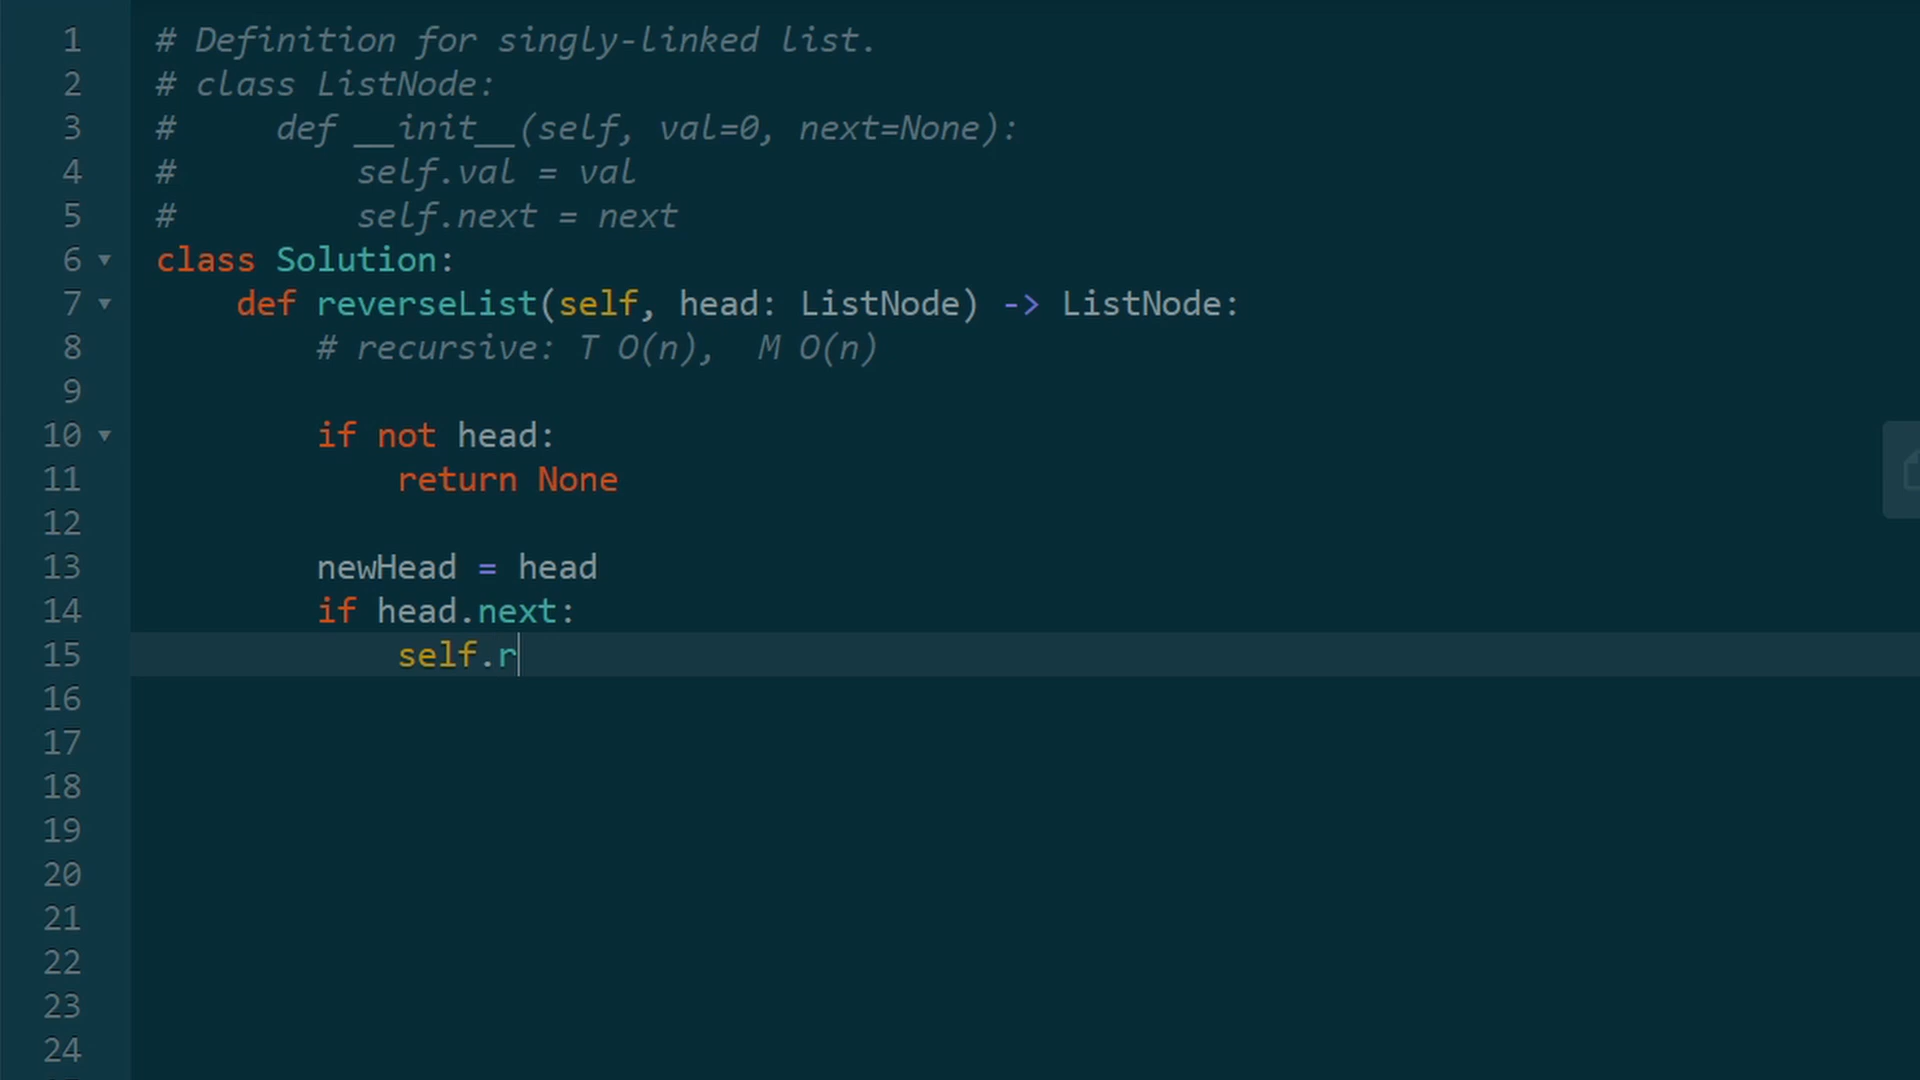 1 # Definition for singly-linked list.
2 # class ListNode:
3 #     def __init__(self, val=0, next=None):
4 #         self.val = val
5 #         self.next = next
6 class Solution:
7     def reverseList(self, head: ListNode) -> ListNode:
8         # recursive: T O(n),  M O(n)
9
10         if not head:
11             return None
12
13         newHead = head
14         if head.next:
15             self.r
16
17
18
19
20
21
22
23
24